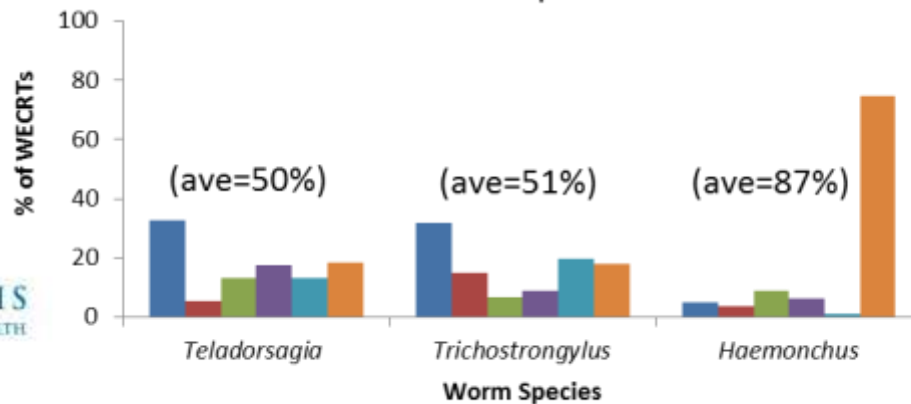 100
80
60
40
20
0
% of WECRTs
(ave=50%) (ave=51%) (ave=87%)
Teladorsagia Trichostrongylus Haemonchus
Worm Species